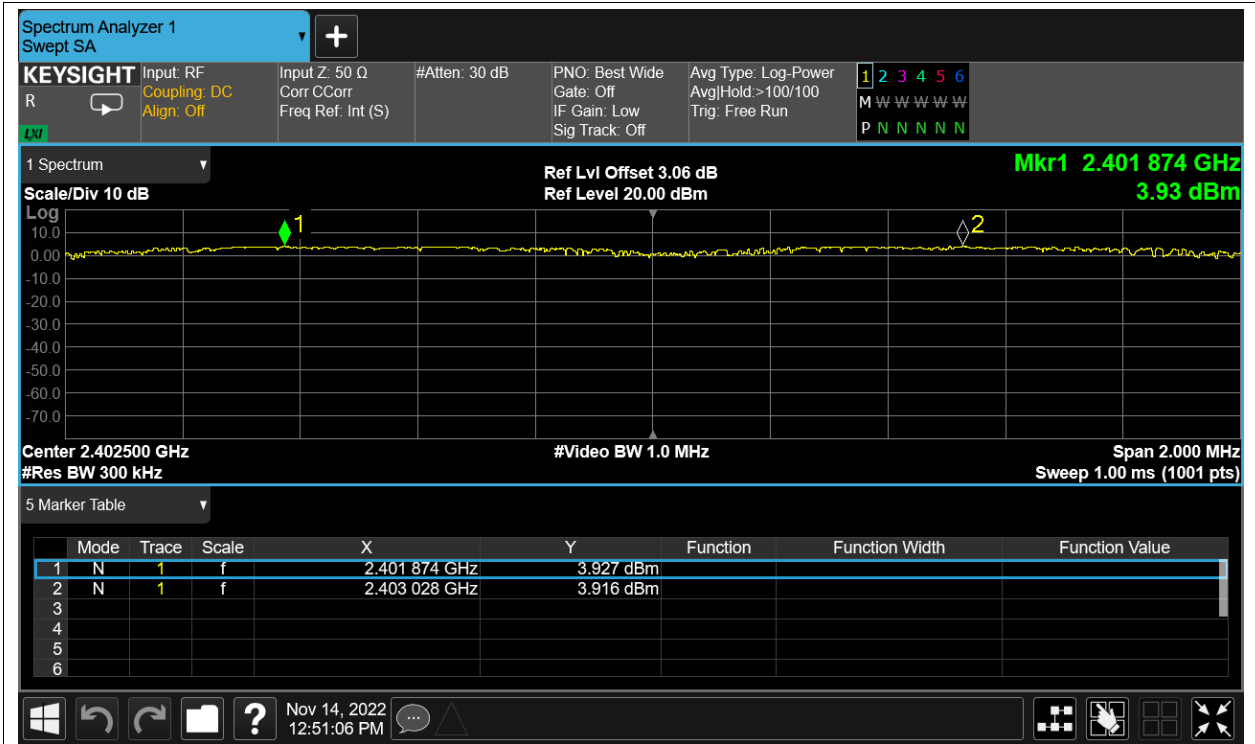 Spectrum Analyzer 1
Swept SA
KEYSIGHT
R
LXI
Input: RF
Coupling: DC
Align: Off
Input Z: 50 Ω
Corr CCorr
Freq Ref: Int (S)
#Atten: 30 dB
PNO: Best Wide
Gate: Off
IF Gain: Low
Sig Track: Off
Avg Type: Log-Power
Avg|Hold:>100/100
Trig: Free Run
1 2 3 4 5 6
M W W W W W
P N N N N N
1 Spectrum
Scale/Div 10 dB
Ref Lvl Offset 3.06 dB
Ref Level 20.00 dBm
Mkr1 2.401 874 GHz
3.93 dBm
Log
10.0
0.00
-10.0
-20.0
-30.0
-40.0
-50.0
-60.0
-70.0
1
2
Center 2.402500 GHz
#Video BW 1.0 MHz
Span 2.000 MHz
#Res BW 300 kHz
Sweep 1.00 ms (1001 pts)
5 Marker Table
Mode Trace Scale X Y Function Function Width Function Value
1 N 1 f 2.401 874 GHz 3.927 dBm
2 N 1 f 2.403 028 GHz 3.916 dBm
3
4
5
6
?
Nov 14, 2022
12:51:06 PM